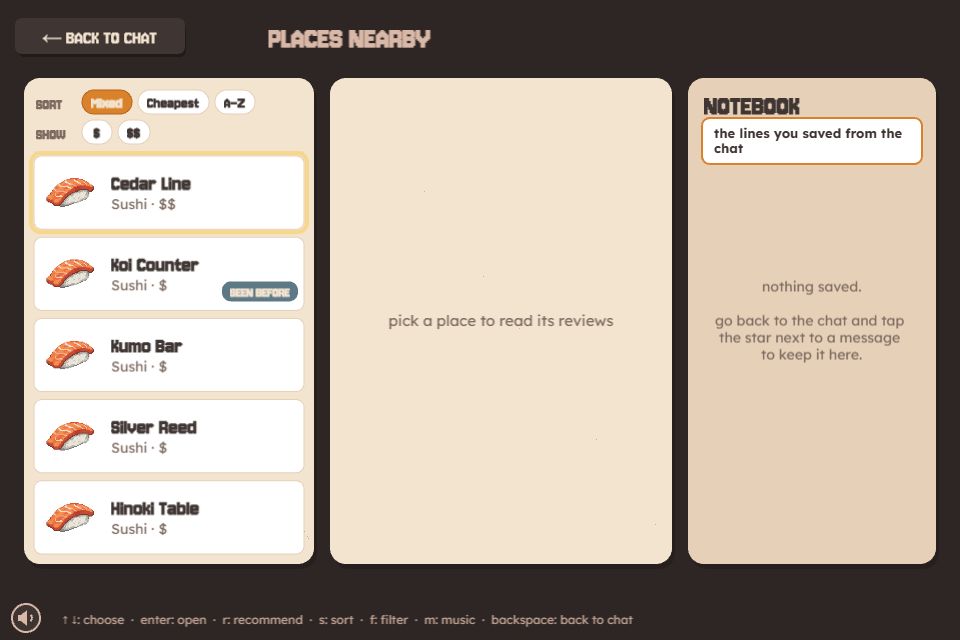 ← BACK TO CHAT
PLACES NEARBY
SORT Mixed Cheapest A-Z
SHOW $ $$
Cedar Line
Sushi · $$
Koi Counter
Sushi · $
SEEN BEFORE
Kumo Bar
Sushi · $
Silver Reed
Sushi · $
Hinoki Table
Sushi · $
pick a place to read its reviews
NOTEBOOK
the lines you saved from the
chat
nothing saved.
go back to the chat and tap
the star next to a message
to keep it here.
↑ ↓: choose · enter: open · r: recommend · s: sort · f: filter · m: music · backspace: back to chat